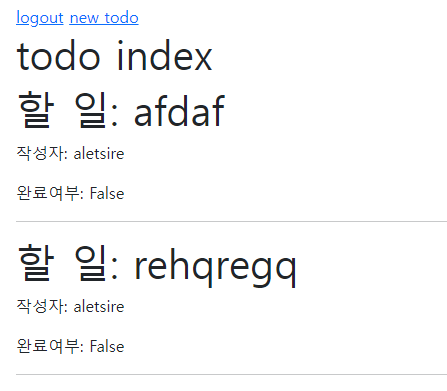 logout new todo
todo index
할 일: afdaf
작성자: aletsire
완료여부: False
할 일: rehqregq
작성자: aletsire
완료여부: False